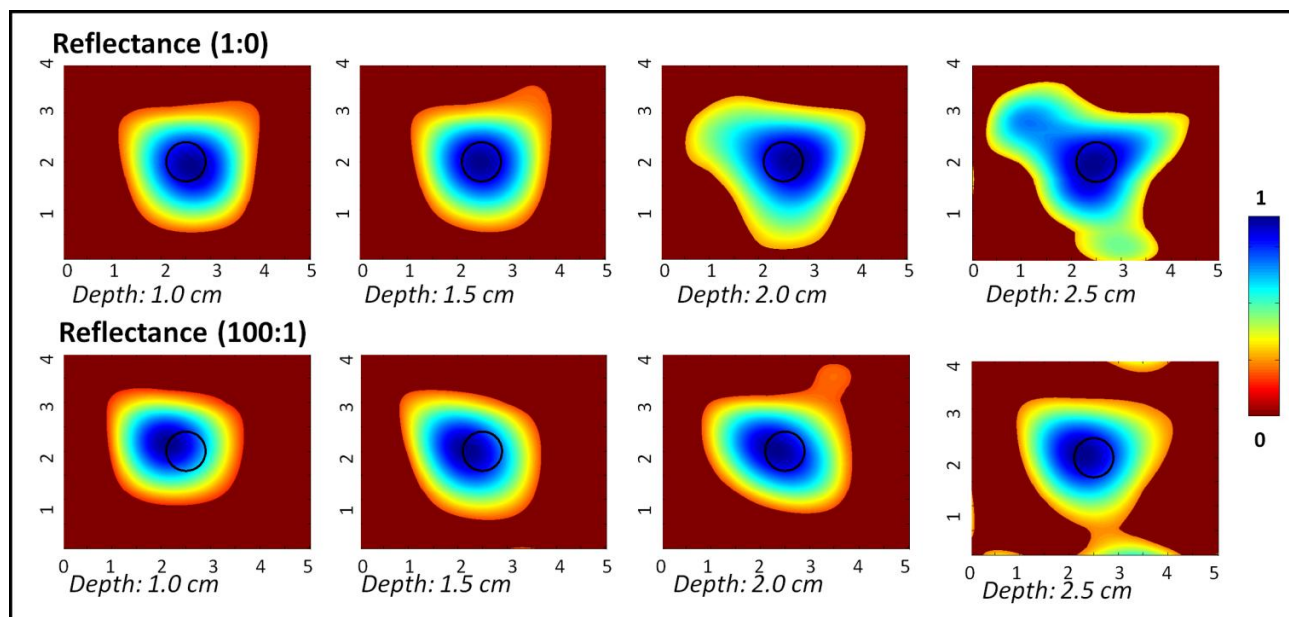 Reflectance (1:0)
4 3 2 1
0 1 2 3 4 5
Depth: 1.0 cm
4 3 2 1
0 1 2 3 4 5
Depth: 1.5 cm
4 3 2 1
0 1 2 3 4 5
Depth: 2.0 cm
4 3 2 1
0 1 2 3 4 5
Depth: 2.5 cm
1
0
Reflectance (100:1)
4 3 2 1
0 1 2 3 4 5
Depth: 1.0 cm
4 3 2 1
0 1 2 3 4 5
Depth: 1.5 cm
4 3 2 1
0 1 2 3 4 5
Depth: 2.0 cm
4 3 2 1
0 1 2 3 4 5
Depth: 2.5 cm